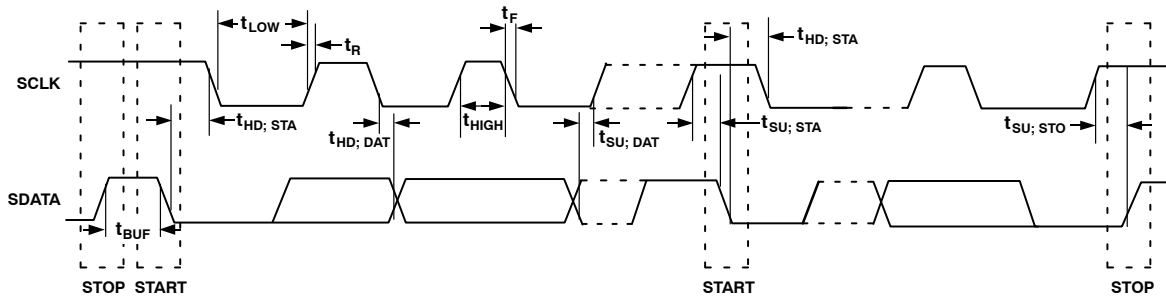 tLOW
tR
tF
tHD; STA
SCLK
tHD; STA
tHD; DAT
tHIGH
tSU; DAT
tSU; STA
tSU; STO
SDATA
tBUF
STOP START START STOP